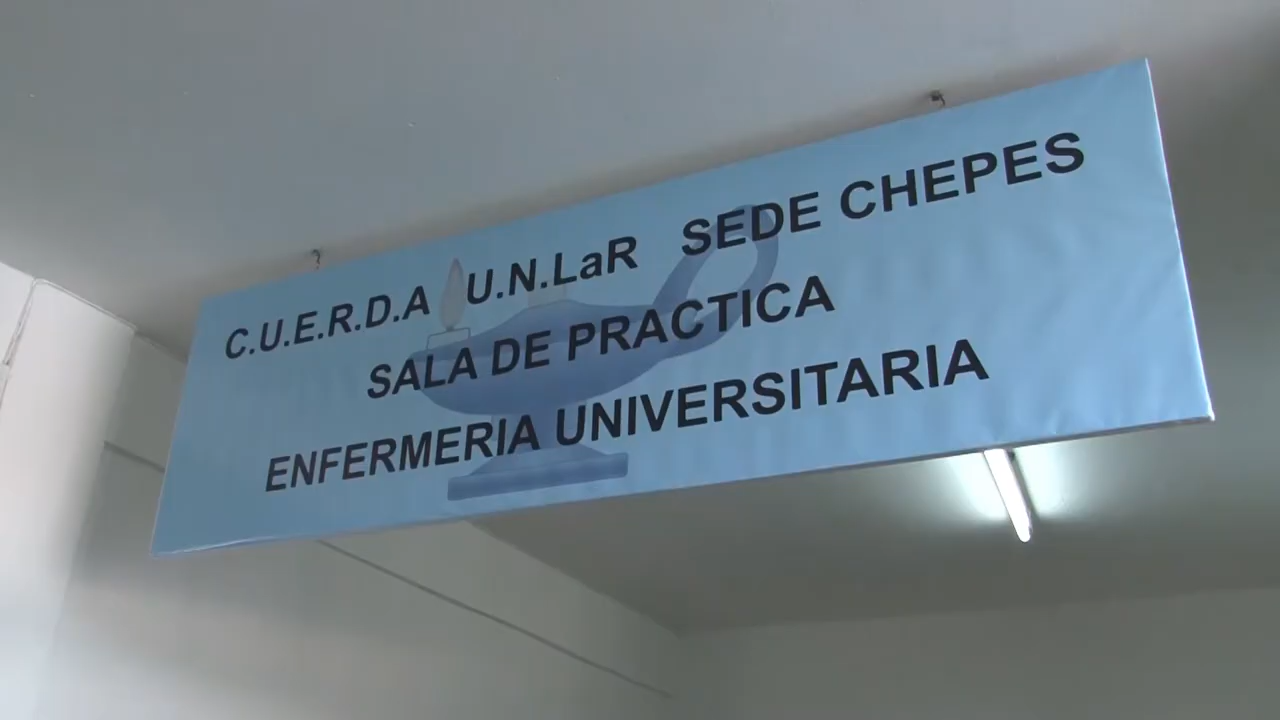 C.U.E.R.D.A U.N.LaR SEDE CHEPES
SALA DE PRACTICA
ENFERMERIA UNIVERSITARIA